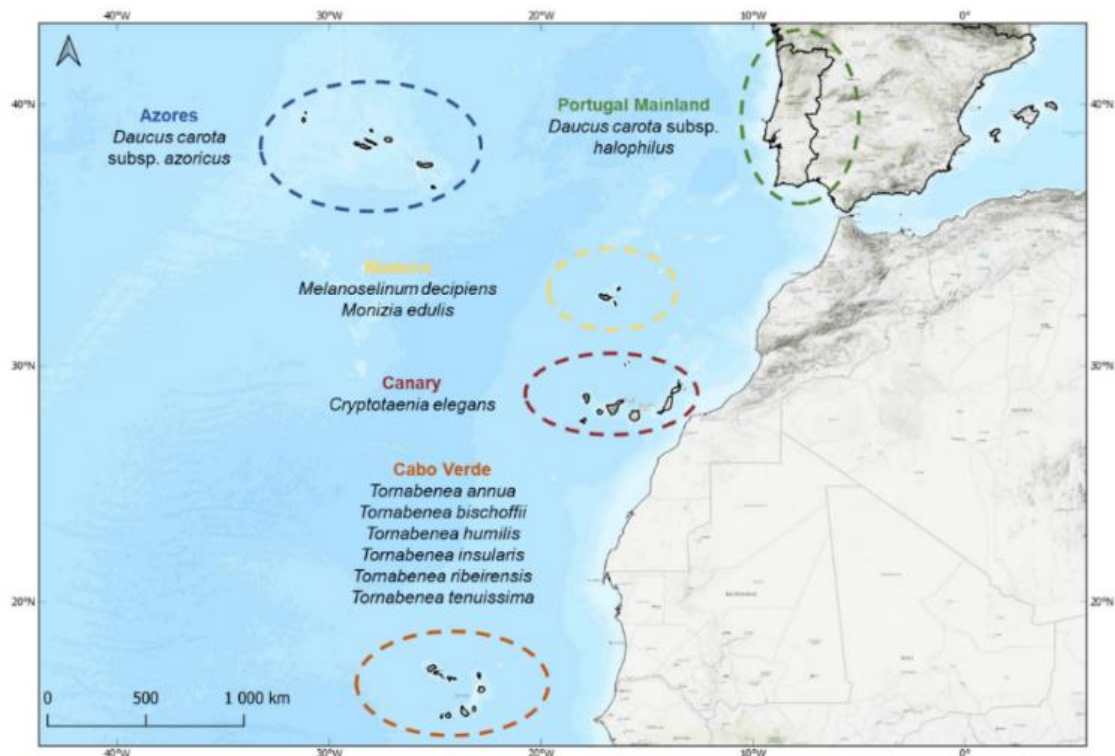 40°W
30°W
20°W
10°W
0°
40°N
40°N
Azores
Daucus carota
subsp. azoricus
Portugal Mainland
Daucus carota subsp.
halophilus
Madeira
Melanoselinum decipiens
Monizia edulis
30°N
30°N
Canary
Cryptotaenia elegans
Cabo Verde
Tornabenea annua
Tornabenea bischoffii
Tornabenea humilis
Tornabenea insularis
Tornabenea ribeirensis
Tornabenea tenuissima
20°N
20°N
0
500
1 000 km
40°W
30°W
20°W
10°W
0°